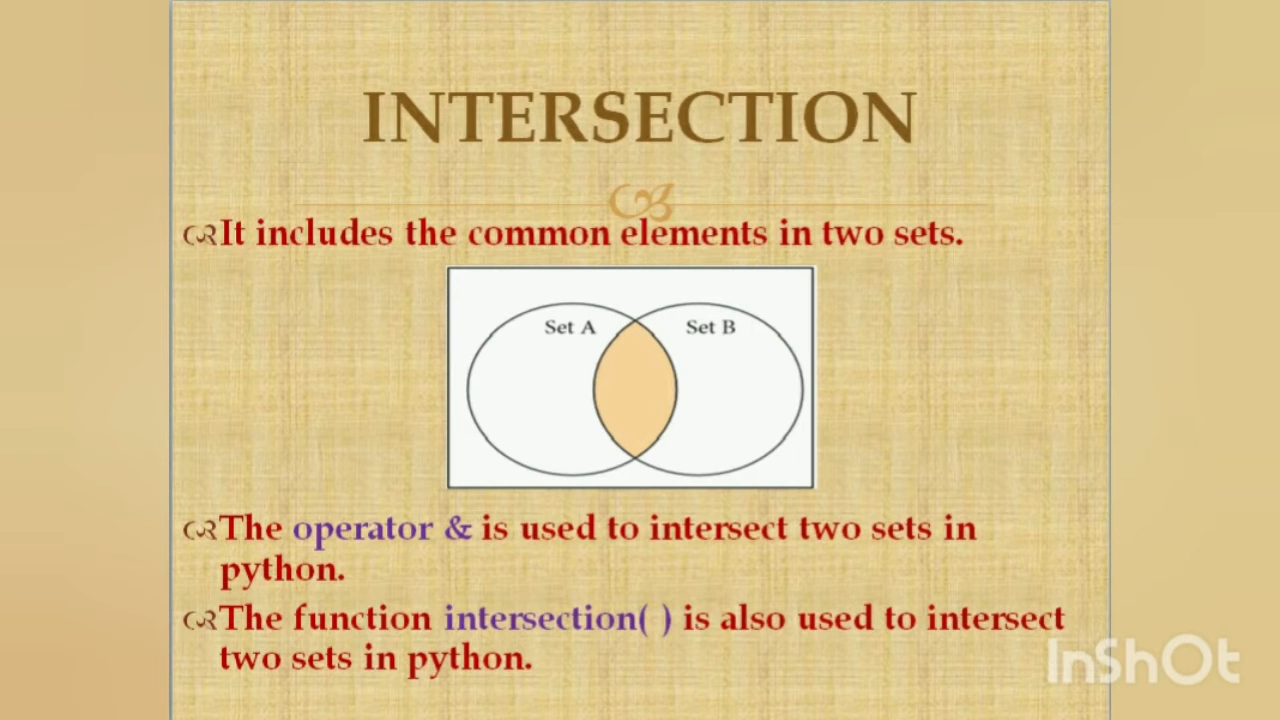 INTERSECTION
It includes the common elements in two sets.
Set A Set B
The operator & is used to intersect two sets in
python.
The function intersection( ) is also used to intersect
two sets in python.
InShOt